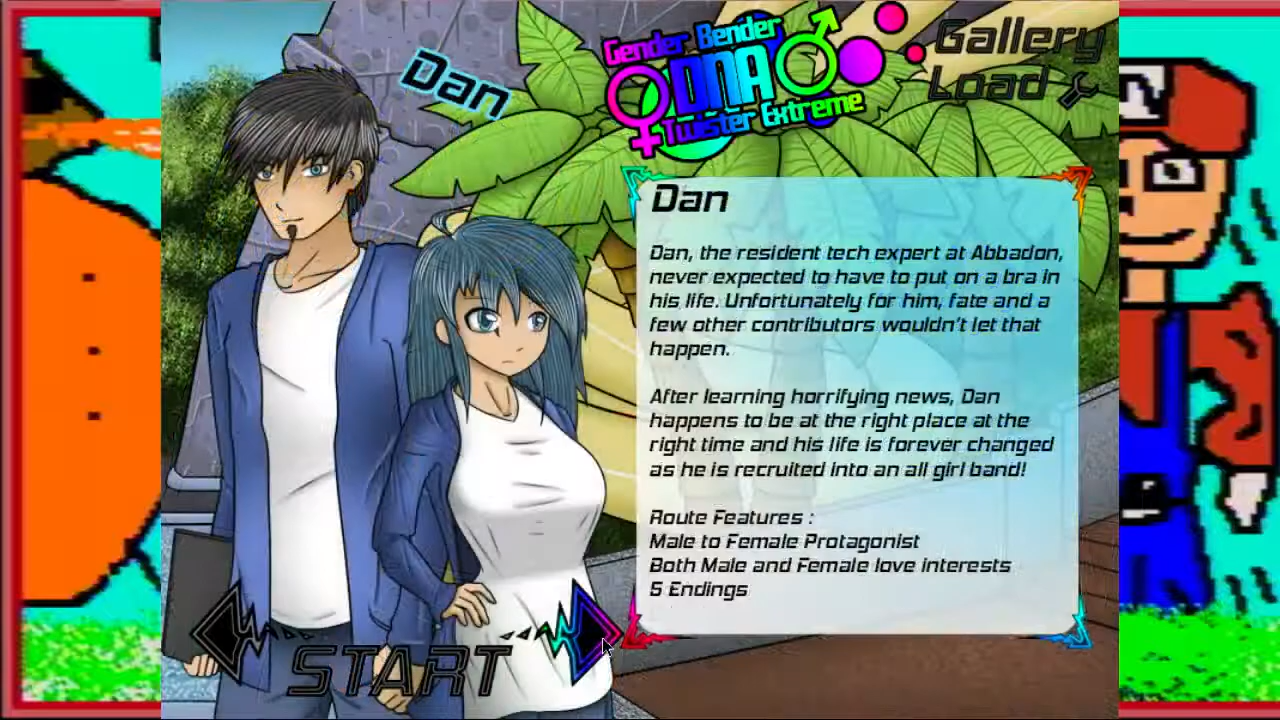 Dan
Gender Bender
DNA
Twister Extreme
Gallery
Load
Dan
Dan, the resident tech expert at Abbadon,
never expected to have to put on a bra in
his life. Unfortunately for him, fate and a
few other contributors wouldn't let that
happen.
After learning horrifying news, Dan
happens to be at the right place at the
right time and his life is forever changed
as he is recruited into an all girl band!
Route Features :
Male to Female Protagonist
Both Male and Female love interests
5 Endings
START